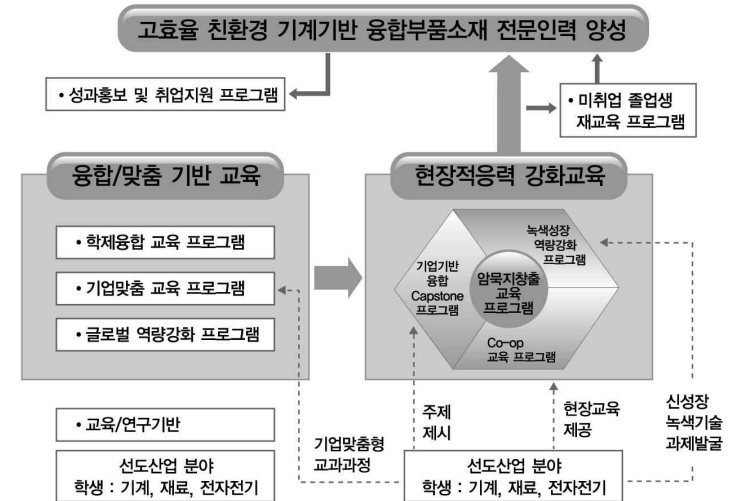 고효율 친환경 기계기반 융합부품소재 전문인력 양성
• 성과홍보 및 취업지원 프로그램
• 미취업 졸업생
재교육 프로그램
융합/맞춤 기반 교육
현장적응력 강화교육
• 학제융합 교육 프로그램
• 기업맞춤 교육 프로그램
• 글로벌 역량강화 프로그램
녹색성장
역량강화
프로그램
기업기반
융합
Capstone
프로그램
암묵지창출
교육
프로그램
Co-op
교육 프로그램
• 교육/연구기반
선도산업 분야
학생 : 기계, 재료, 전자전기
기업맞춤형
교과과정
주제
제시
현장교육
제공
신성장
녹색기술
과제발굴
선도산업 분야
학생 : 기계, 재료, 전자전기